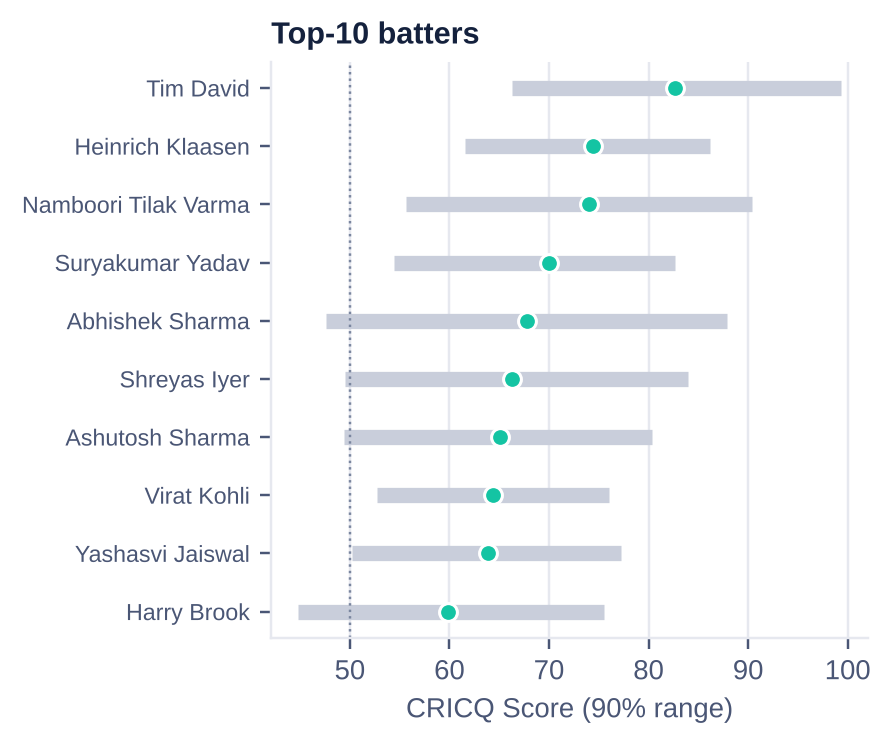 Top-10 batters
Tim David
Heinrich Klaasen
Namboori Tilak Varma
Suryakumar Yadav
Abhishek Sharma
Shreyas Iyer
Ashutosh Sharma
Virat Kohli
Yashasvi Jaiswal
Harry Brook
50 60 70 80 90 100
CRICQ Score (90% range)